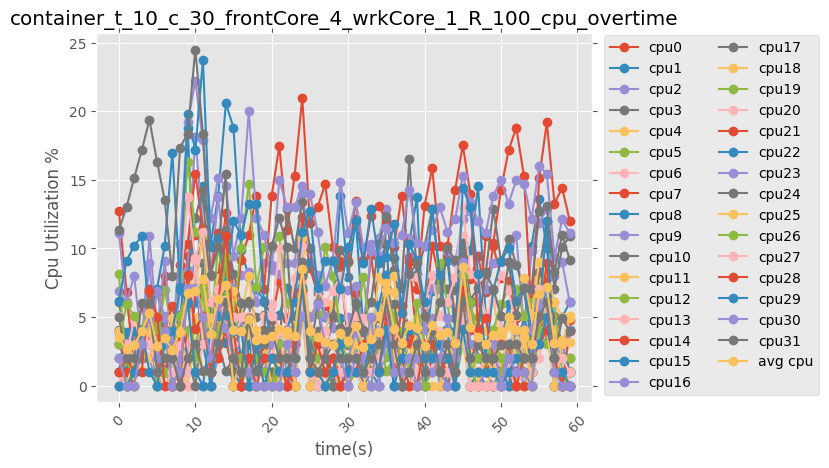 container_t_10_c_30_frontCore_4_wrkCore_1_R_100_cpu_overtime
Cpu Utilization %
25
20
15
10
5
0
0
10
20
30
40
50
60
time(s)
cpu0
cpu1
cpu2
cpu3
cpu4
cpu5
cpu6
cpu7
cpu8
cpu9
cpu10
cpu11
cpu12
cpu13
cpu14
cpu15
cpu16
cpu17
cpu18
cpu19
cpu20
cpu21
cpu22
cpu23
cpu24
cpu25
cpu26
cpu27
cpu28
cpu29
cpu30
cpu31
avg cpu